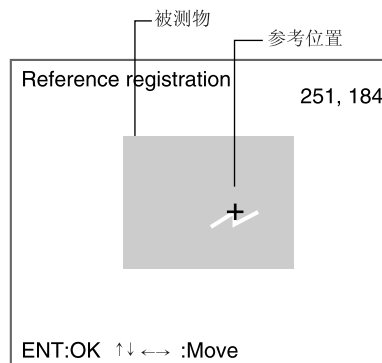 被测物
参考位置
Reference registration
251, 184
ENT:OK ↑↓ ←→ :Move